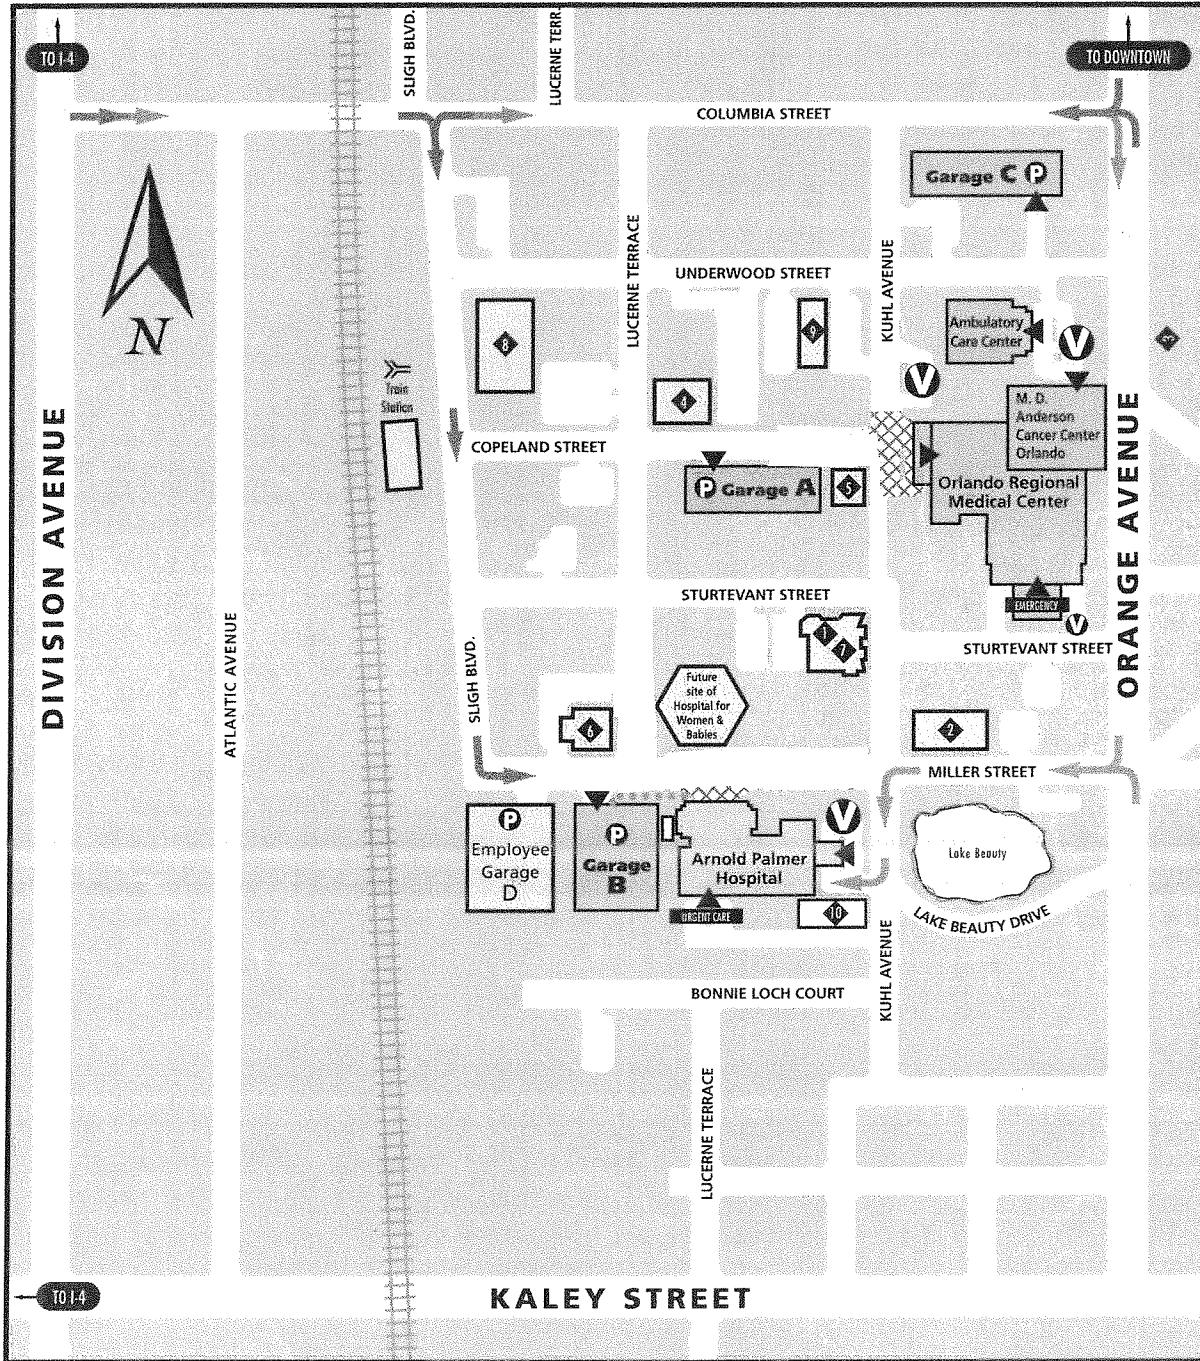 TO I-4
SLIGH BLVD.
LUCERNE TERR.
TO DOWNTOWN
COLUMBIA STREET
Garage C P
LUCERNE TERRACE
UNDERWOOD STREET
KUHL AVENUE
N
8
9
Ambulatory
Care Center
V
V
Train
Station
4
M. D.
Anderson
Cancer Center
Orlando
COPELAND STREET
P Garage A
5
Orlando Regional
Medical Center
DIVISION AVENUE
ORANGE AVENUE
ATLANTIC AVENUE
STURTEVANT STREET
EMERGENCY
V
1
7
STURTEVANT STREET
SLIGH BLVD.
Future
site of
Hospital for
Women &
Babies
6
2
MILLER STREET
P
Employee
Garage
D
P
Garage
B
V
Arnold Palmer
Hospital
Lake Beauty
URGENT CARE
10
LAKE BEAUTY DRIVE
KUHL AVENUE
BONNIE LOCH COURT
LUCERNE TERRACE
TO I-4
KALEY STREET